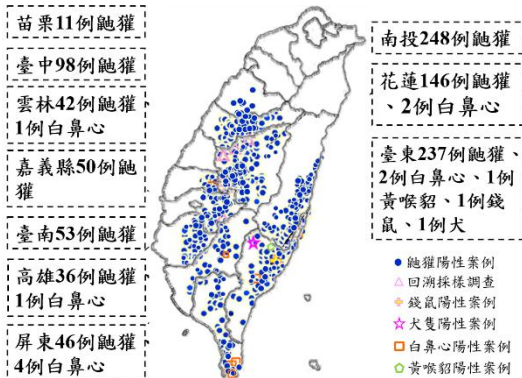 苗栗11例鼬獾
臺中98例鼬獾
雲林42例鼬獾
1例白鼻心
嘉義縣50例鼬
獾
臺南53例鼬獾
高雄36例鼬獾
1例白鼻心
屏東46例鼬獾
4例白鼻心
南投248例鼬獾
花蓮146例鼬獾
、2例白鼻心
臺東237例鼬獾、
2例白鼻心、1例
黃喉貂、1例錢
鼠、1例犬
鼬獾陽性案例
回溯採樣調查
錢鼠陽性案例
犬隻陽性案例
白鼻心陽性案例
黃喉貂陽性案例